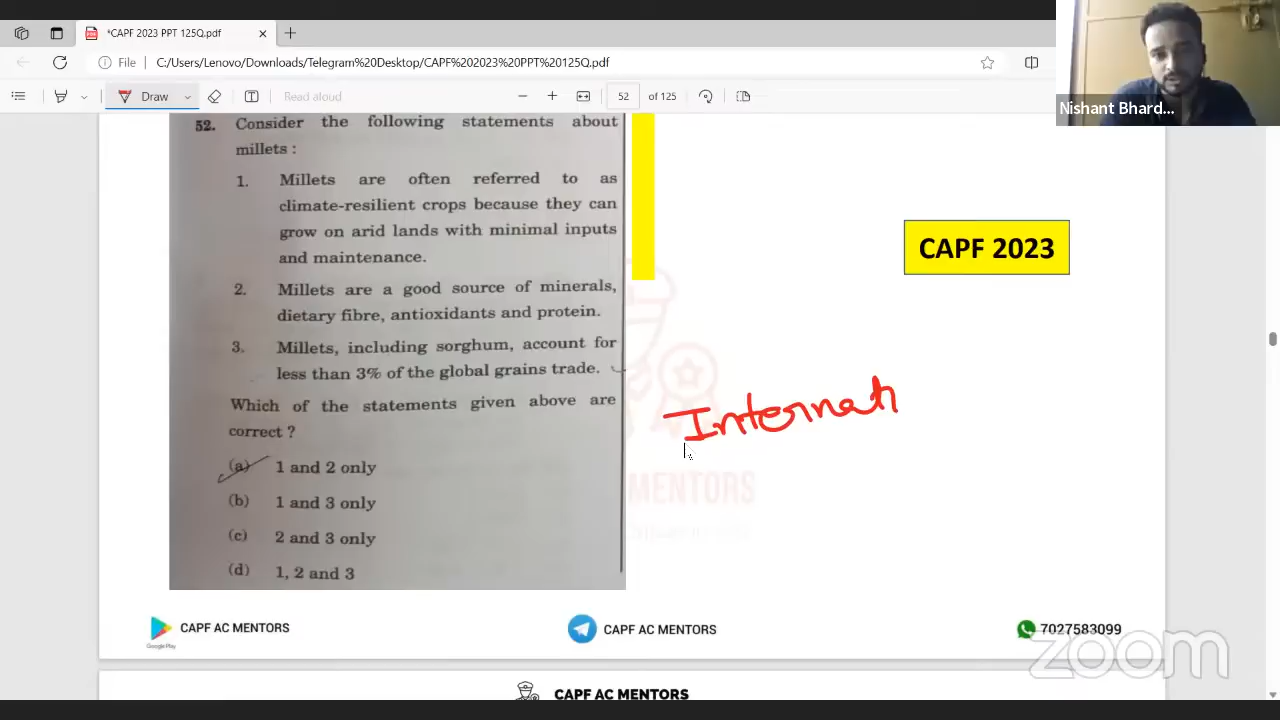 *CAPF 2023 PPT 125Q.pdf
File C:/Users/Lenovo/Downloads/Telegram%20Desktop/CAPF%202023%20PPT%20125Q.pdf
Draw Read aloud 52 of 125
Nishant Bhard...
52. Consider the following statements about
millets :
1. Millets are often referred to as
climate-resilient crops because they can
grow on arid lands with minimal inputs
and maintenance.
2. Millets are a good source of minerals,
dietary fibre, antioxidants and protein.
3. Millets, including sorghum, account for
less than 3% of the global grains trade.
Which of the statements given above are
correct ?
(a) 1 and 2 only
(b) 1 and 3 only
(c) 2 and 3 only
(d) 1, 2 and 3
CAPF 2023
Internati
MENTORS
CAPF AC MENTORS
Google Play
CAPF AC MENTORS
7027583099
zoom
CAPF AC MENTORS